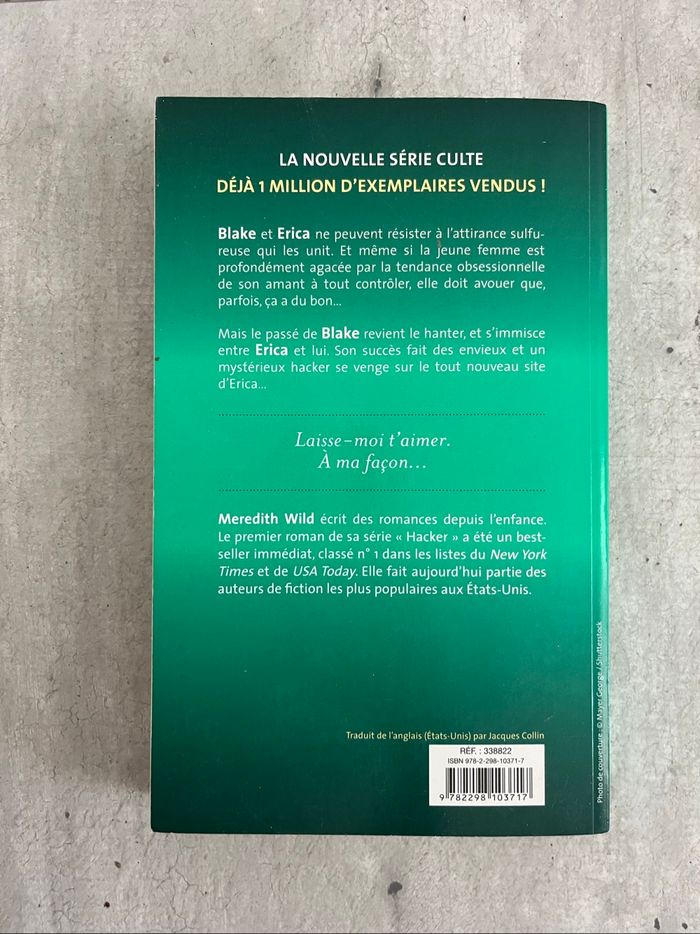 LA NOUVELLE SÉRIE CULTE
DÉJÀ 1 MILLION D'EXEMPLAIRES VENDUS !
Blake et Erica ne peuvent résister à l'attirance sulfu-
reuse qui les unit. Et même si la jeune femme est
profondément agacée par la tendance obsessionnelle
de son amant à tout contrôler, elle doit avouer que,
parfois, ça a du bon...
Mais le passé de Blake revient le hanter, et s'immisce
entre Erica et lui. Son succès fait des envieux et un
mystérieux hacker se venge sur le tout nouveau site
d'Erica...
Laisse-moi t'aimer.
À ma façon...
Meredith Wild écrit des romances depuis l'enfance.
Le premier roman de sa série « Hacker » a été un best-
seller immédiat, classé n° 1 dans les listes du New York
Times et de USA Today. Elle fait aujourd'hui partie des
auteurs de fiction les plus populaires aux États-Unis.
Traduit de l'anglais (États-Unis) par Jacques Collin
RÉF. : 338822
ISBN 978-2-298-10371-7
9 782298 103717
Photo de couverture : © Mayer George / Shutterstock